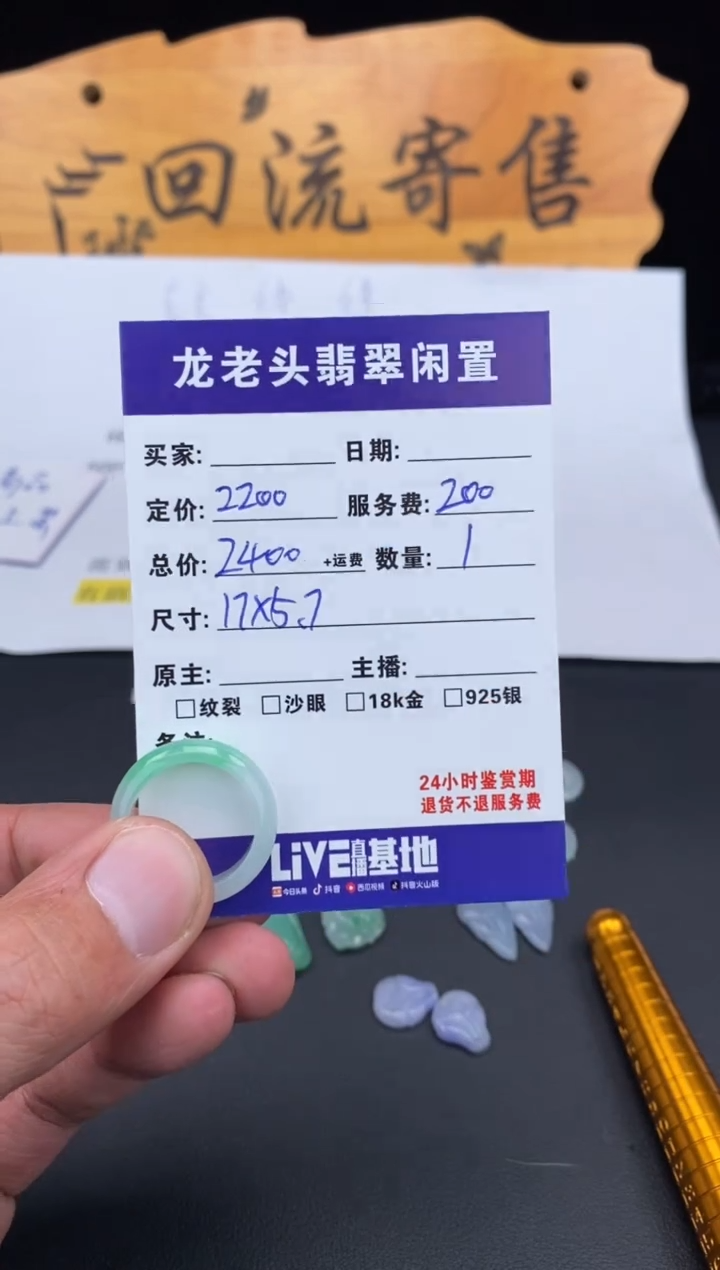 回流寄售
龙老头翡翠闲置
买家: 日期:
定价: 2200 服务费: 200
总价: 2400 +运费 数量: 1
尺寸: 17X5.7
原主: 主播:
□纹裂 □沙眼 □18k金 □925银
备注:
24小时鉴赏期
退货不退服务费
LiVE直播基地
今日头条 抖音 西瓜视频 抖音火山版